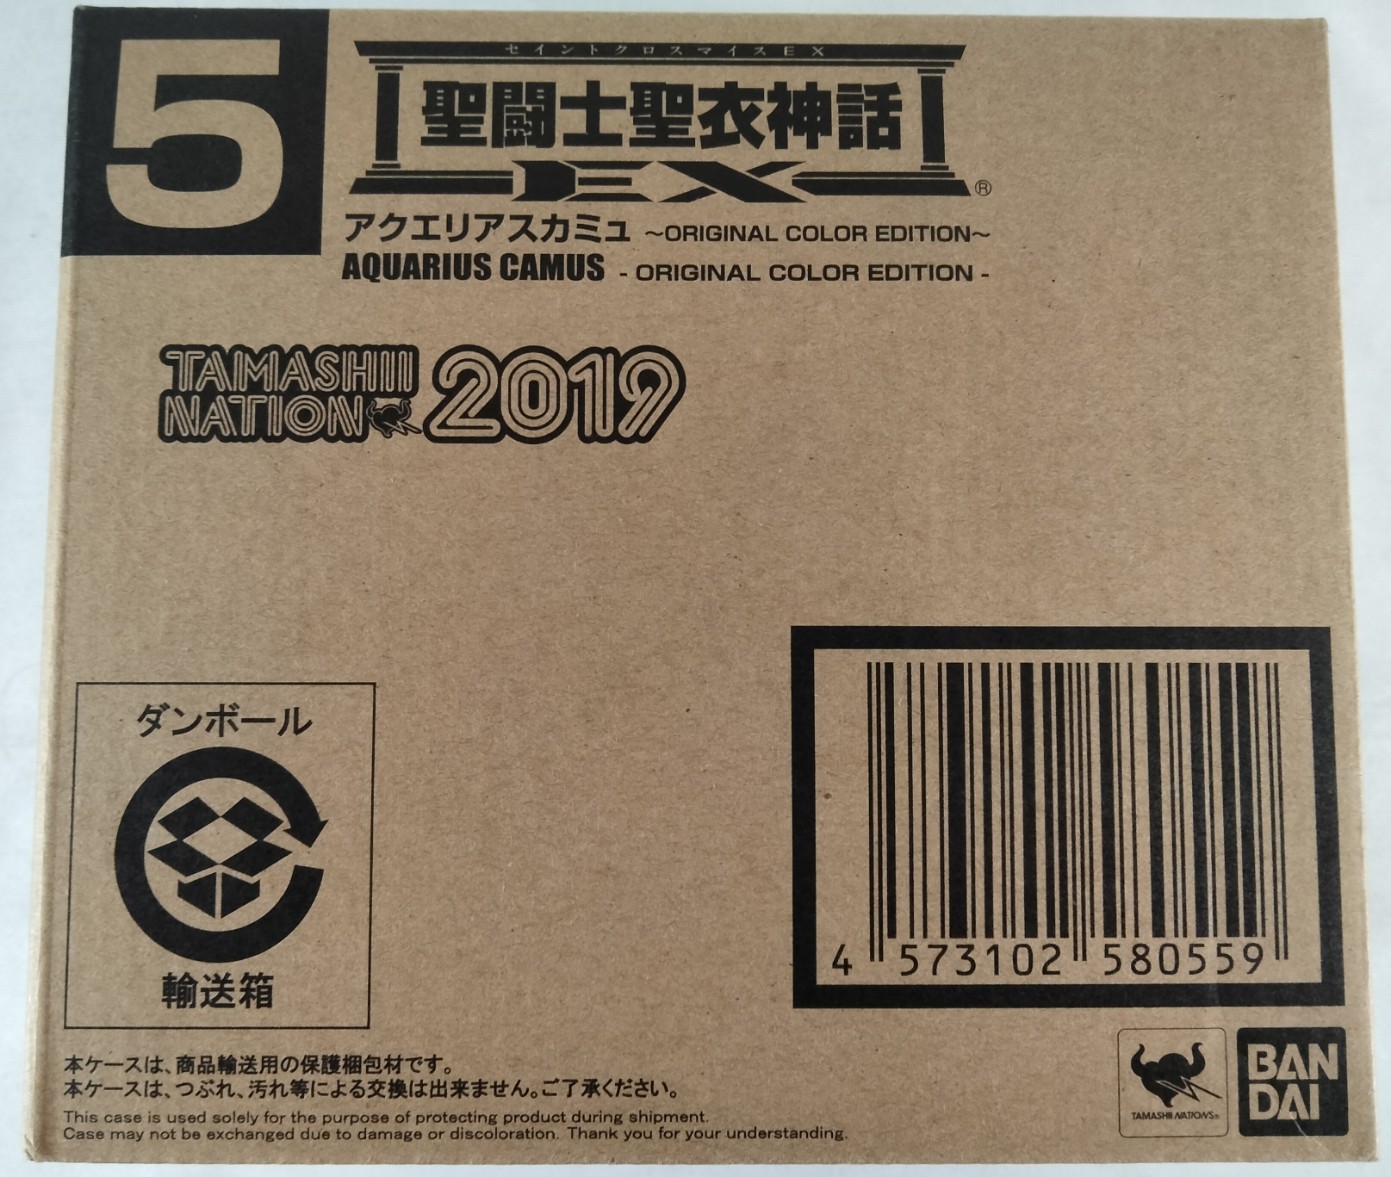 5
セイントクロスマイスEX
聖闘士聖衣神話
EX®
アクエリアスカミュ ～ORIGINAL COLOR EDITION～
AQUARIUS CAMUS - ORIGINAL COLOR EDITION -
TAMASHII
NATION 2019
ダンボール
輸送箱
4 573102 580559
本ケースは、商品輸送用の保護梱包材です。
本ケースは、つぶれ、汚れ等による交換は出来ません。ご了承ください。
This case is used solely for the purpose of protecting product during shipment.
Case may not be exchanged due to damage or discoloration. Thank you for your understanding.
TAMASHII NATIONS®
BAN
DAI